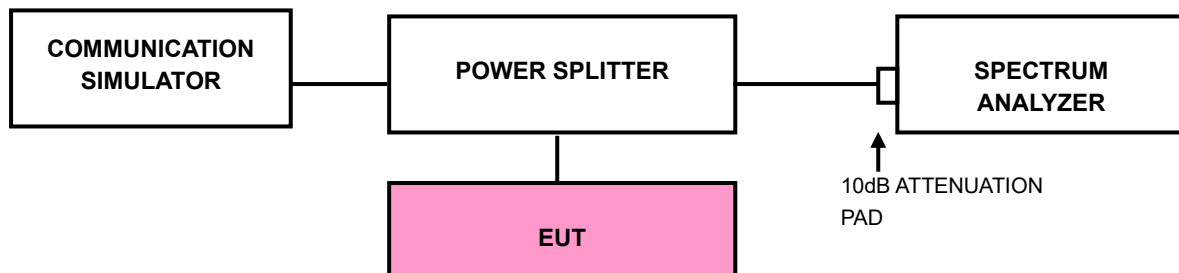 COMMUNICATION
SIMULATOR
POWER SPLITTER
SPECTRUM
ANALYZER
10dB ATTENUATION
PAD
EUT